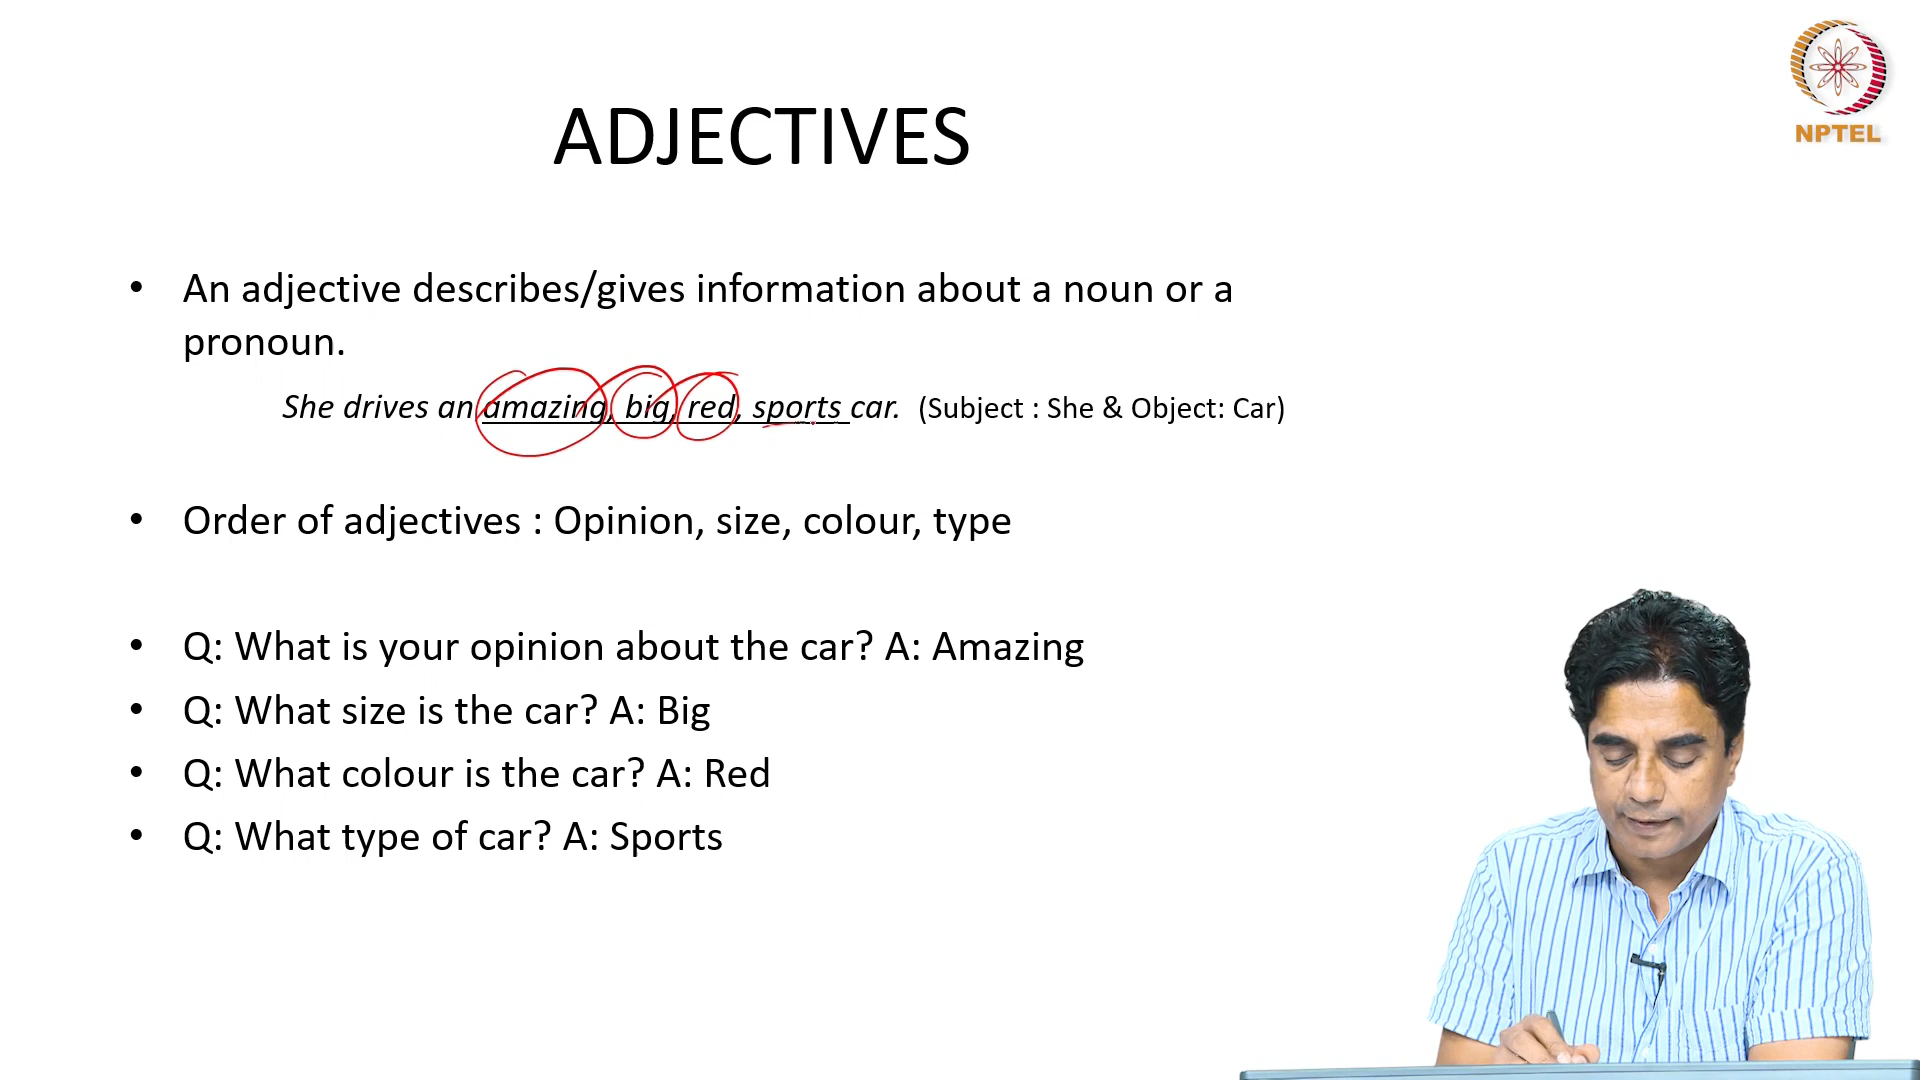 NPTEL
ADJECTIVES
• An adjective describes/gives information about a noun or a
pronoun.
She drives an amazing, big, red, sports car. (Subject : She & Object: Car)
• Order of adjectives : Opinion, size, colour, type
• Q: What is your opinion about the car? A: Amazing
• Q: What size is the car? A: Big
• Q: What colour is the car? A: Red
• Q: What type of car? A: Sports